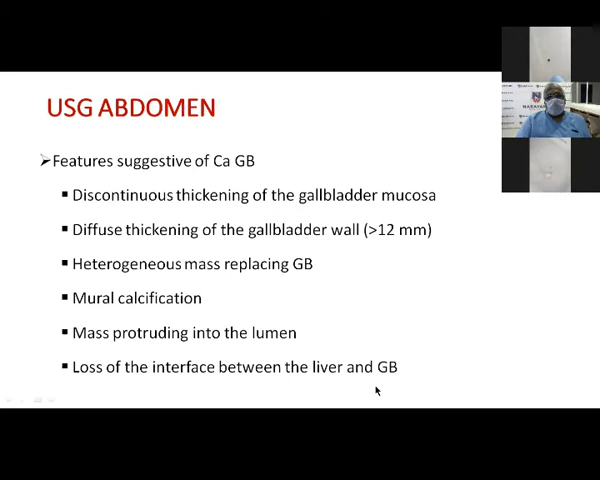 USG ABDOMEN
➢Features suggestive of Ca GB
▪ Discontinuous thickening of the gallbladder mucosa
▪ Diffuse thickening of the gallbladder wall (>12 mm)
▪ Heterogeneous mass replacing GB
▪ Mural calcification
▪ Mass protruding into the lumen
▪ Loss of the interface between the liver and GB